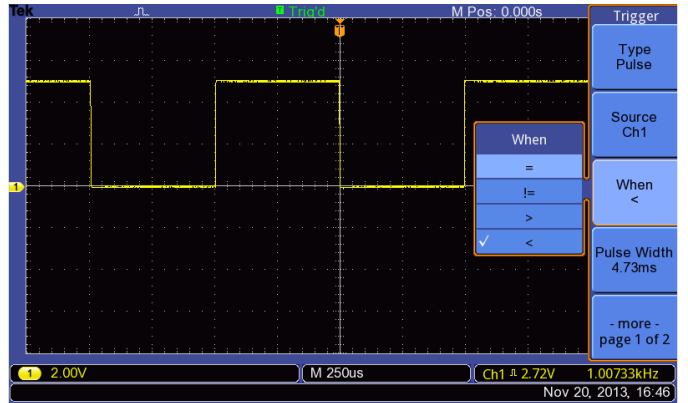 Tek T Trig'd M Pos: 0.000s
Trigger
T
Type
Pulse
Source
Ch1
When
=
!=
>
✓ <
When
<
1
Pulse Width
4.73ms
- more -
page 1 of 2
1 2.00V M 250us Ch1 2.72V 1.00733kHz
Nov 20, 2013, 16:46